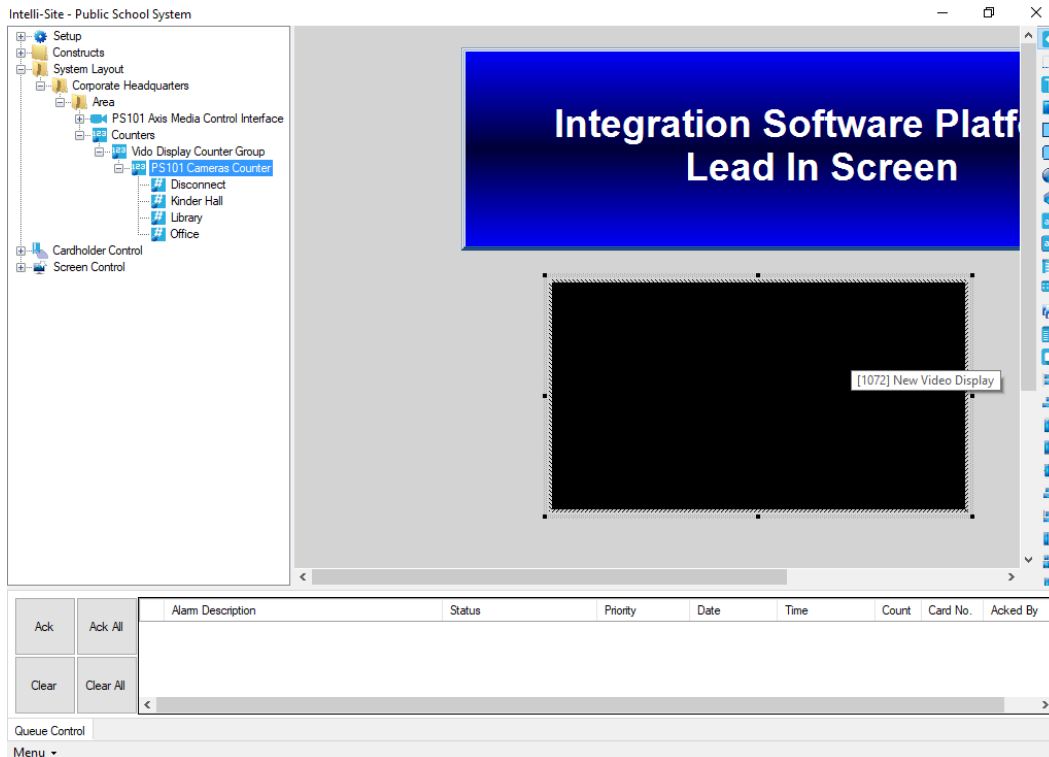 Intelli-Site - Public School System
Setup
Constructs
System Layout
Corporate Headquarters
Area
PS101 Axis Media Control Interface
Counters
Vido Display Counter Group
PS101 Cameras Counter
Disconnect
Kinder Hall
Library
Office
Cardholder Control
Screen Control
Integration Software Platf
Lead In Screen
[1072] New Video Display
Ack
Ack All
Clear
Clear All
Alarm Description Status Priority Date Time Count Card No. Acked By
Queue Control
Menu